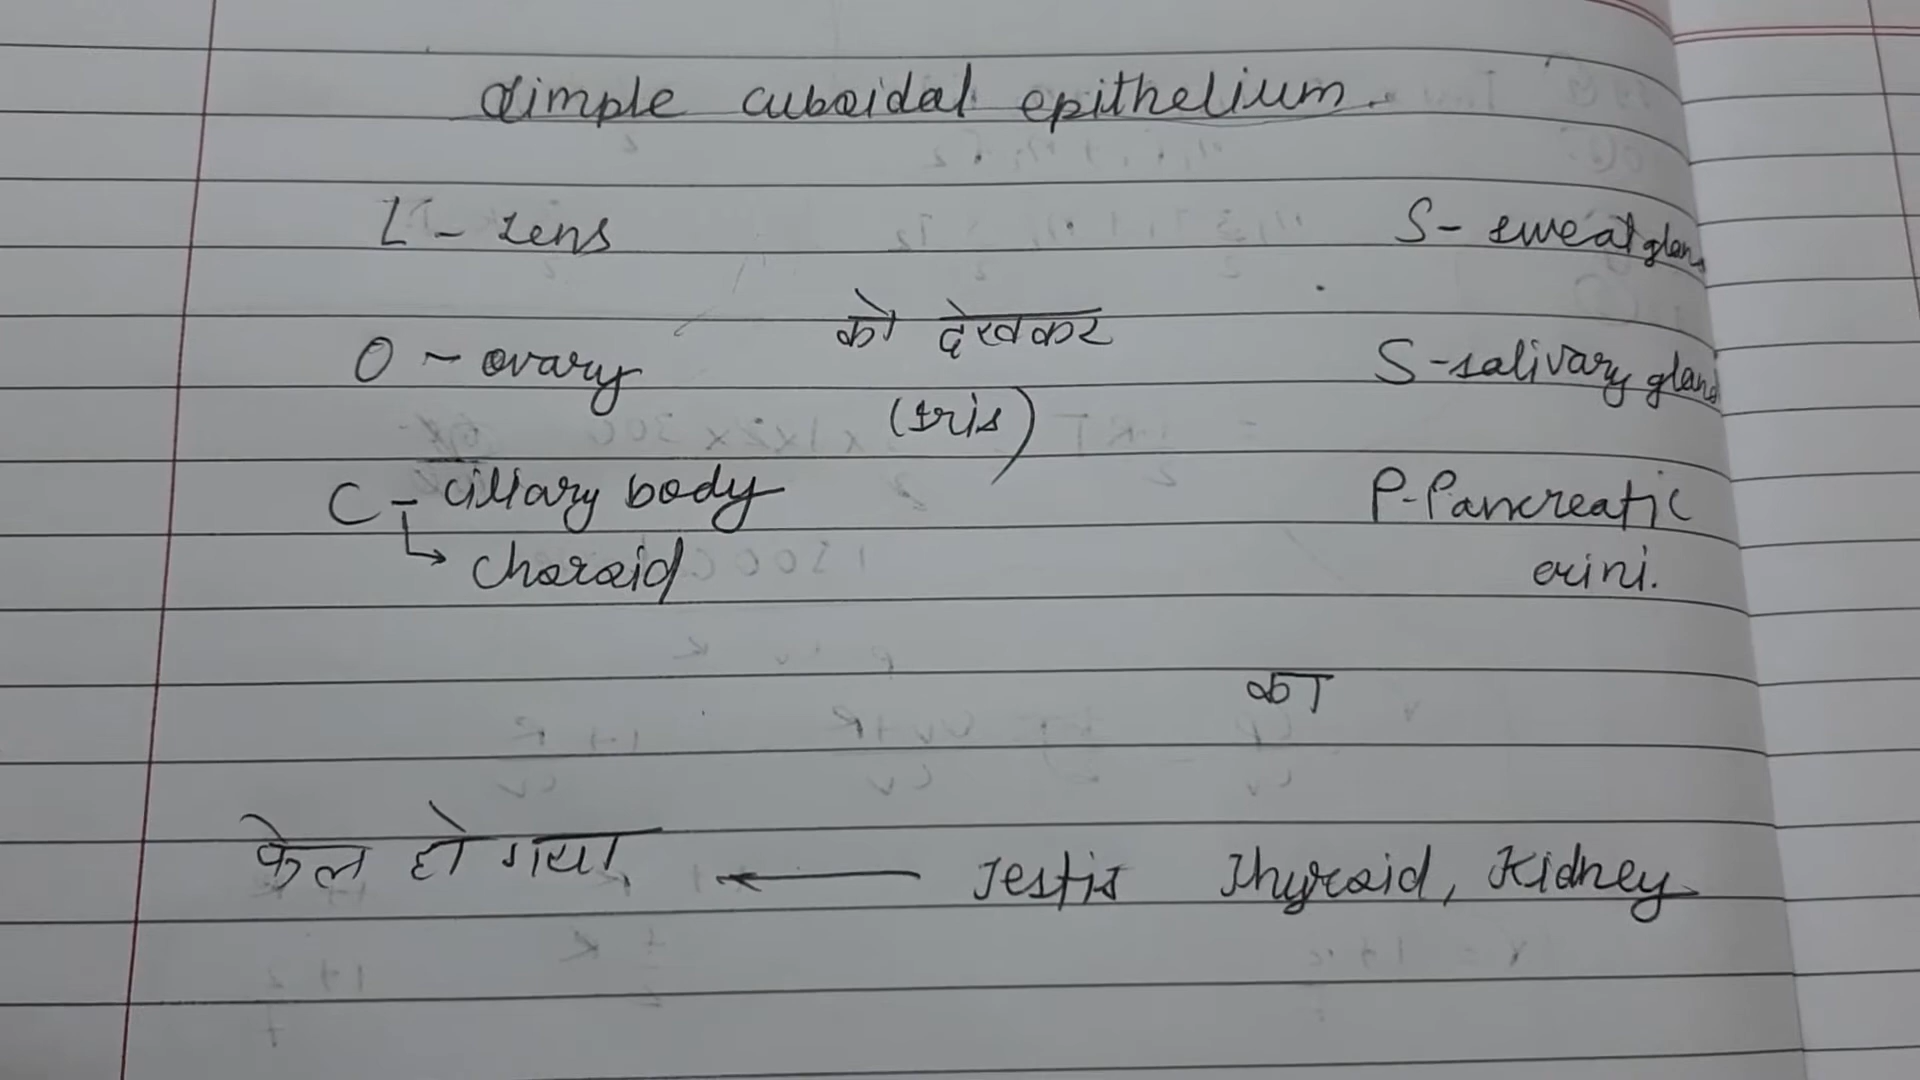 Simple cuboidal epithelium.
L - Lens
S - sweat glan
को देखकर
O - ovary
S - salivary gland
(Iris)
C - cillary body
P - Pancreatic
→ choroid
acini.
का
फेल हो गया, ← Testis Thyroid, Kidney